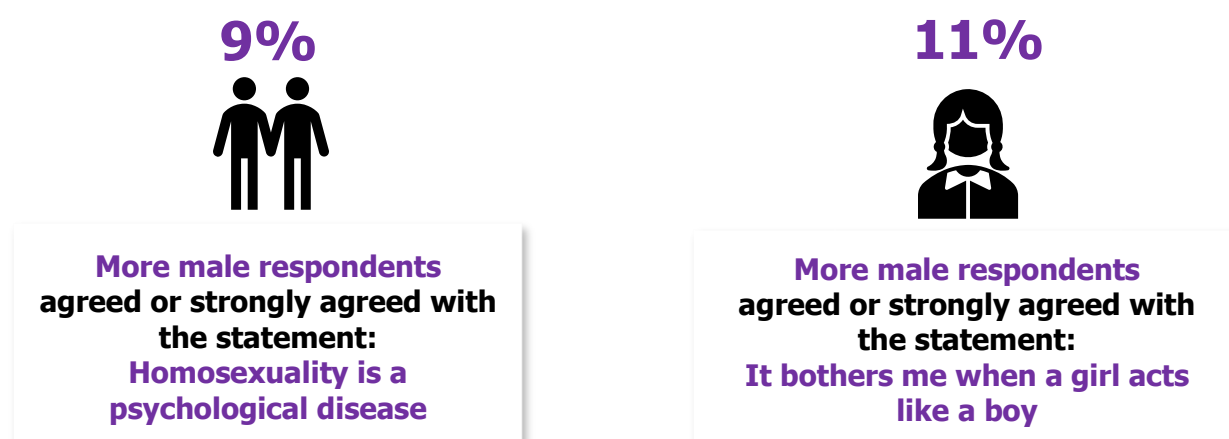 9%
More male respondents
agreed or strongly agreed with
the statement:
Homosexuality is a
psychological disease
11%
More male respondents
agreed or strongly agreed with
the statement:
It bothers me when a girl acts
like a boy